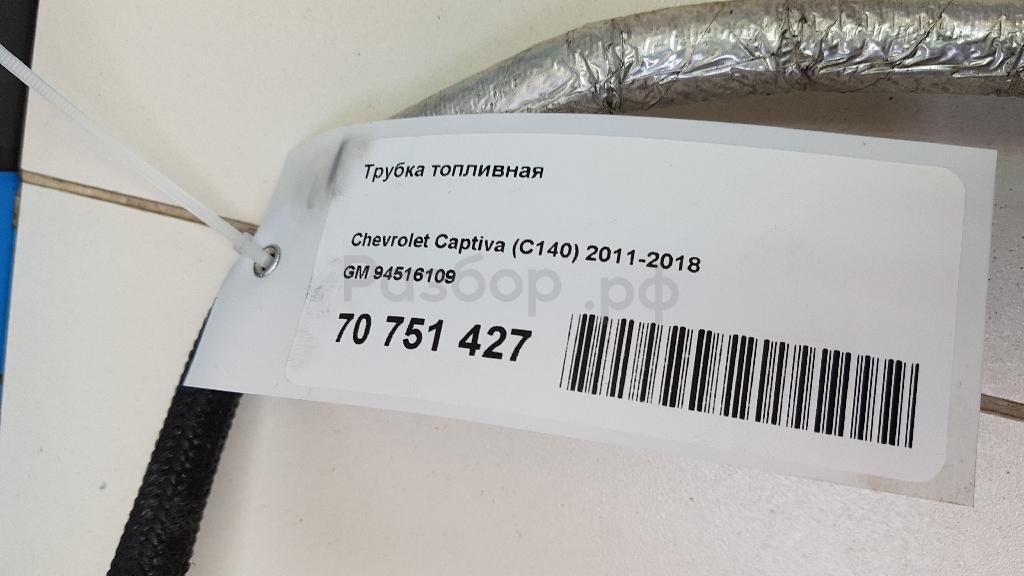 Трубка топливная
Chevrolet Captiva (C140) 2011-2018
GM 94516109
Разбор.рф
70 751 427